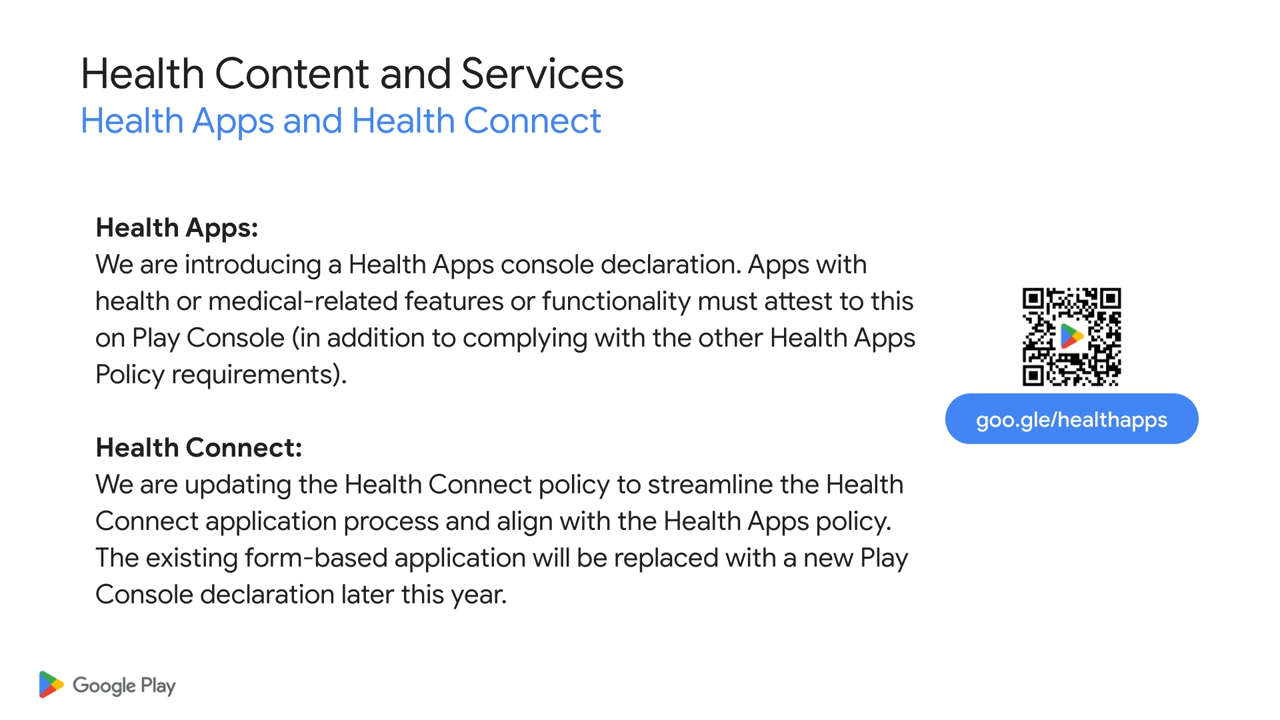 Health Content and Services
Health Apps and Health Connect
Health Apps:
We are introducing a Health Apps console declaration. Apps with
health or medical-related features or functionality must attest to this
on Play Console (in addition to complying with the other Health Apps
Policy requirements).
Health Connect:
We are updating the Health Connect policy to streamline the Health
Connect application process and align with the Health Apps policy.
The existing form-based application will be replaced with a new Play
Console declaration later this year.
goo.gle/healthapps
Google Play